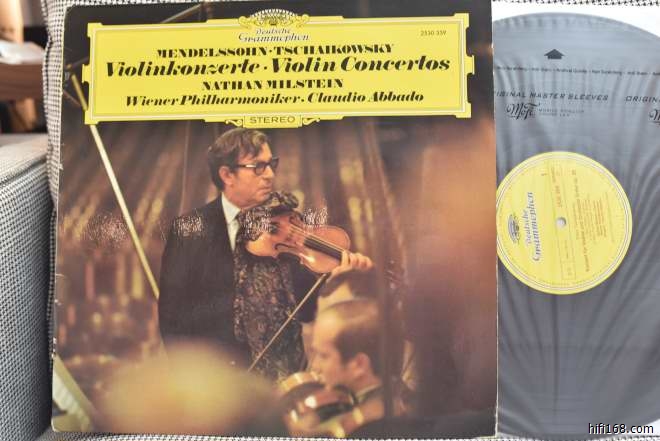 Deutsche
Grammophon
2530 359
MENDELSSOHN·TSCHAIKOWSKY
Violinkonzerte · Violin Concertos
NATHAN MILSTEIN
Wiener Philharmoniker·Claudio Abbado
STEREO
ORIGINAL MASTER SLEEVES
ORIGINAL
MoFi
Deutsche
Grammophon
hifi168.com